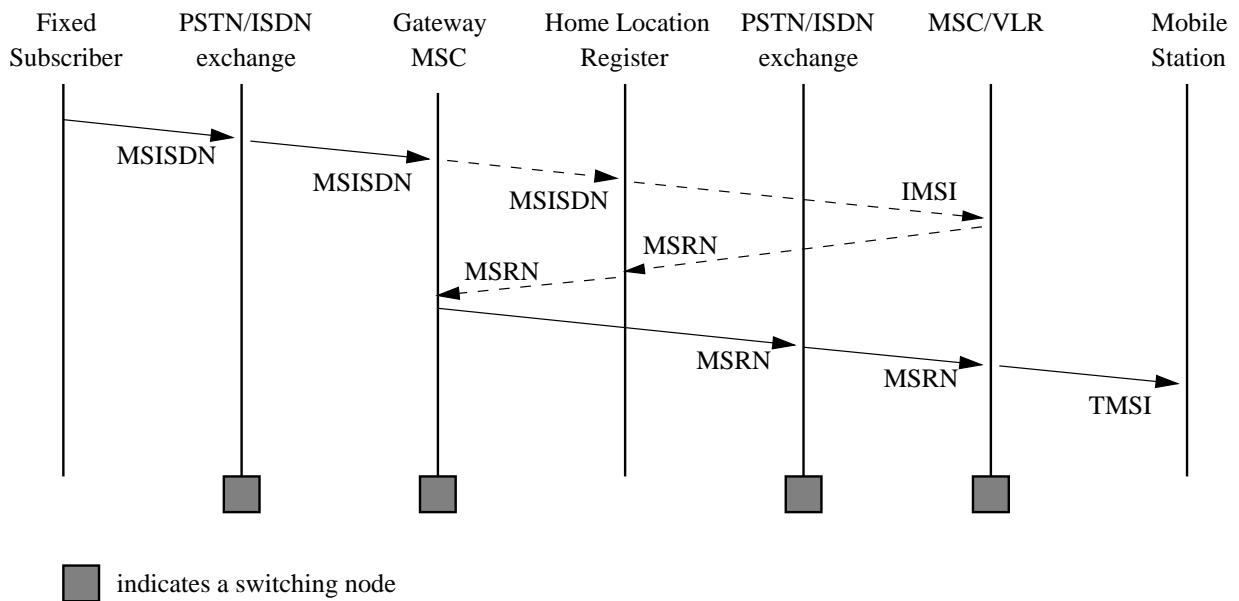 Fixed
Subscriber
PSTN/ISDN
exchange
Gateway
MSC
Home Location
Register
PSTN/ISDN
exchange
MSC/VLR
Mobile
Station
MSISDN
MSISDN
MSISDN
IMSI
MSRN
MSRN
MSRN
MSRN
TMSI
indicates a switching node